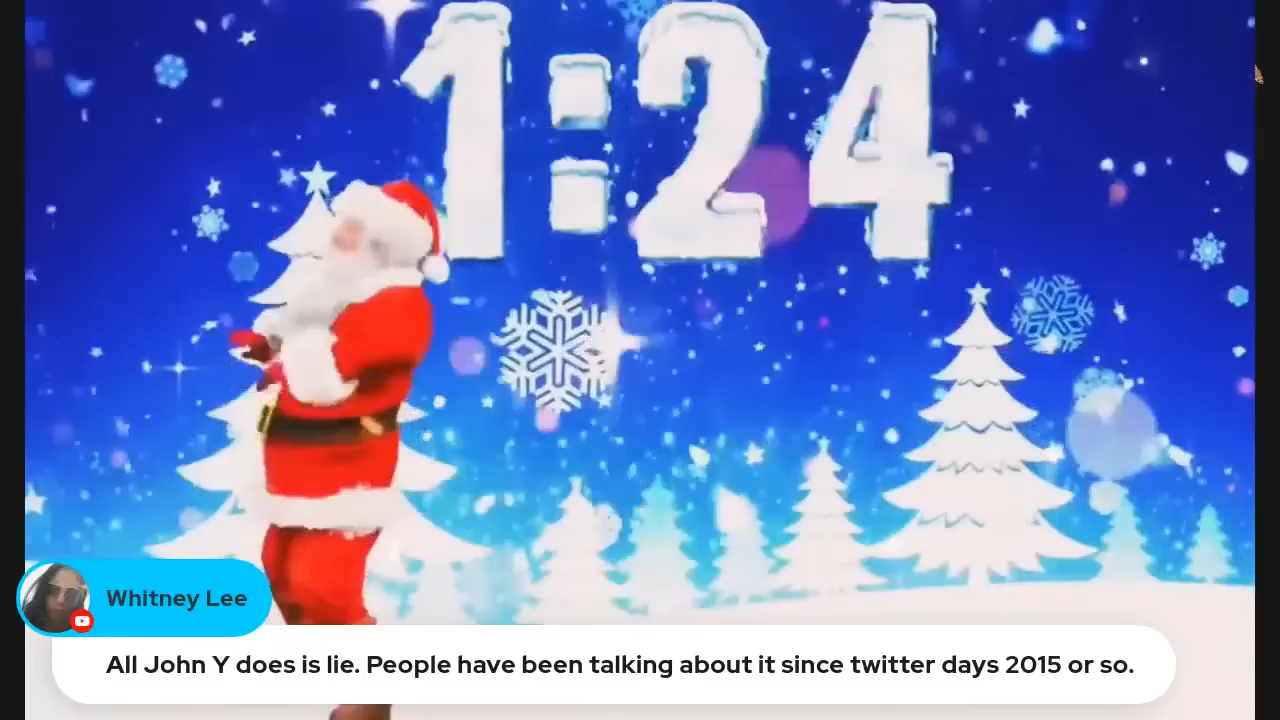 1:24
Whitney Lee
All John Y does is lie. People have been talking about it since twitter days 2015 or so.